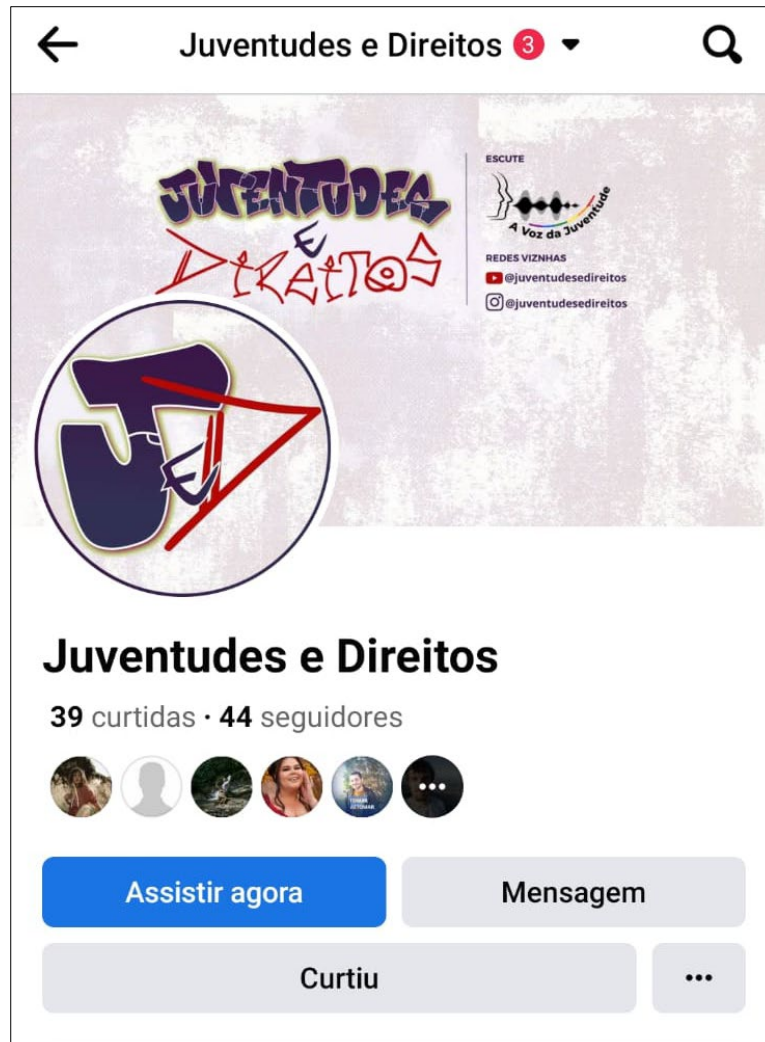 Juventudes e Direitos 3
JUVENTUDES
E
DIREITOS
ESCUTE
A Voz da Juventude
REDES VIZNHAS
@juventudesedireitos
@juventudesedireitos
J e D
Juventudes e Direitos
39 curtidas · 44 seguidores
Assistir agora
Mensagem
Curtiu